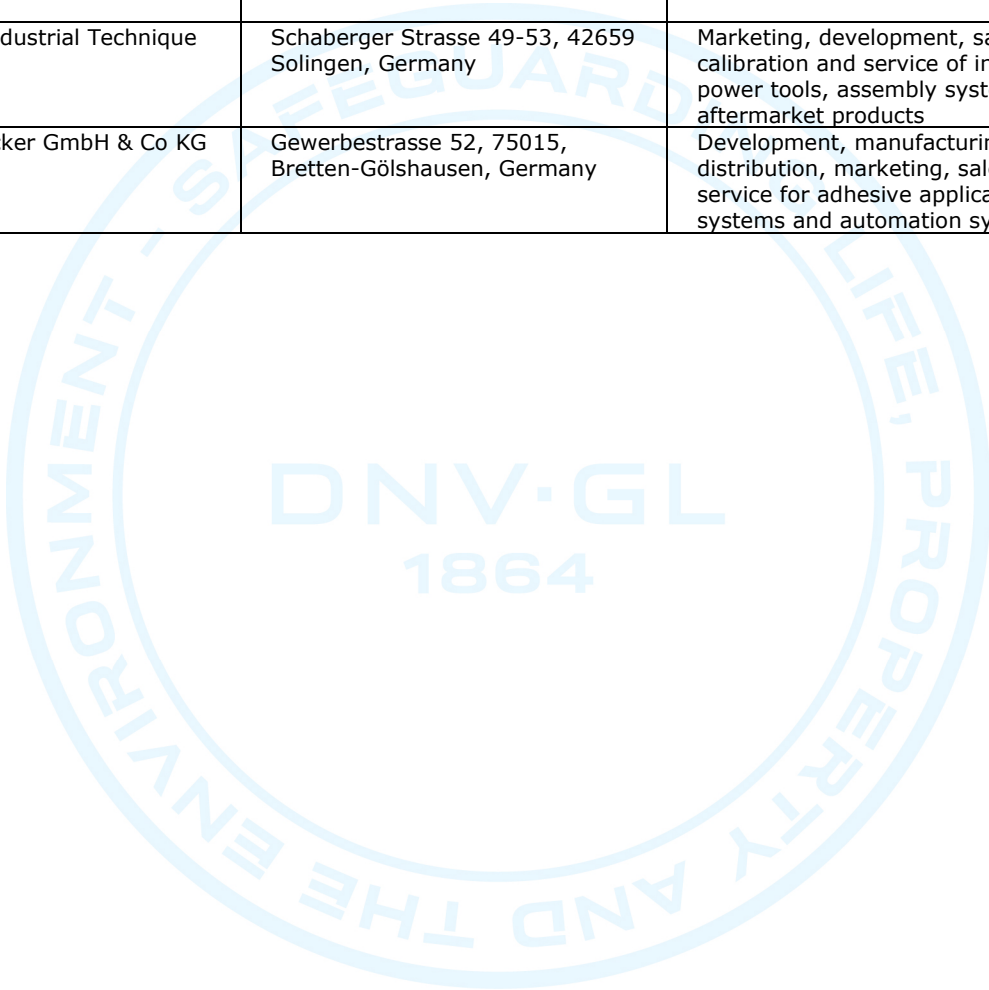 dustrial Technique
Schaberger Strasse 49-53, 42659
Solingen, Germany
Marketing, development, sa
calibration and service of in
power tools, assembly syst
aftermarket products
ker GmbH & Co KG
Gewerbestrasse 52, 75015,
Bretten-Gölshausen, Germany
Development, manufacturin
distribution, marketing, sal
service for adhesive applica
systems and automation sy
SAFEGUARDING LIFE, PROPERTY AND THE ENVIRONMENT -
DNV·GL
1864